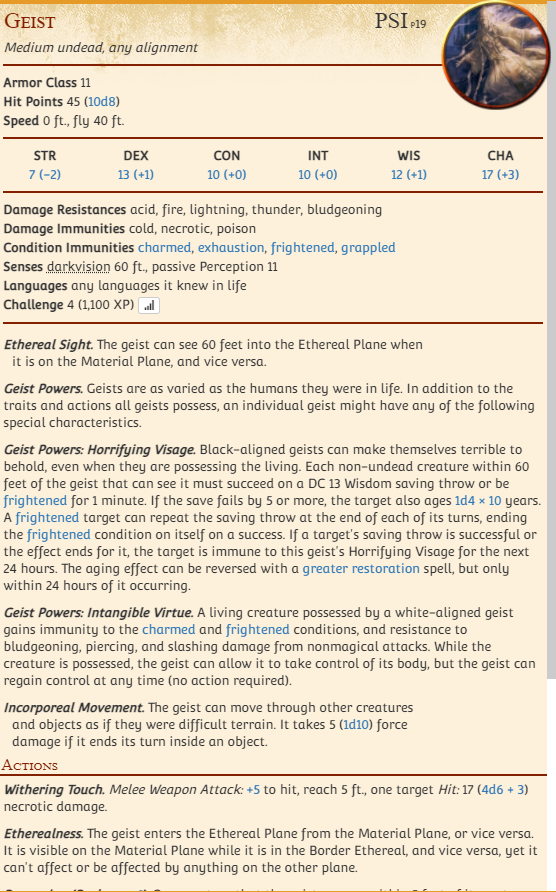 Geist PSI p19
Medium undead, any alignment
Armor Class 11
Hit Points 45 (10d8)
Speed 0 ft., fly 40 ft.
STR DEX CON INT WIS CHA
7 (−2) 13 (+1) 10 (+0) 10 (+0) 12 (+1) 17 (+3)
Damage Resistances acid, fire, lightning, thunder, bludgeoning
Damage Immunities cold, necrotic, poison
Condition Immunities charmed, exhaustion, frightened, grappled
Senses darkvision 60 ft., passive Perception 11
Languages any languages it knew in life
Challenge 4 (1,100 XP)
Ethereal Sight. The geist can see 60 feet into the Ethereal Plane when
it is on the Material Plane, and vice versa.
Geist Powers. Geists are as varied as the humans they were in life. In addition to the
traits and actions all geists possess, an individual geist might have any of the following
special characteristics.
Geist Powers: Horrifying Visage. Black-aligned geists can make themselves terrible to
behold, even when they are possessing the living. Each non-undead creature within 60
feet of the geist that can see it must succeed on a DC 13 Wisdom saving throw or be
frightened for 1 minute. If the save fails by 5 or more, the target also ages 1d4 × 10 years.
A frightened target can repeat the saving throw at the end of each of its turns, ending
the frightened condition on itself on a success. If a target's saving throw is successful or
the effect ends for it, the target is immune to this geist's Horrifying Visage for the next
24 hours. The aging effect can be reversed with a greater restoration spell, but only
within 24 hours of it occurring.
Geist Powers: Intangible Virtue. A living creature possessed by a white-aligned geist
gains immunity to the charmed and frightened conditions, and resistance to
bludgeoning, piercing, and slashing damage from nonmagical attacks. While the
creature is possessed, the geist can allow it to take control of its body, but the geist can
regain control at any time (no action required).
Incorporeal Movement. The geist can move through other creatures
and objects as if they were difficult terrain. It takes 5 (1d10) force
damage if it ends its turn inside an object.
Actions
Withering Touch. Melee Weapon Attack: +5 to hit, reach 5 ft., one target Hit: 17 (4d6 + 3)
necrotic damage.
Etherealness. The geist enters the Ethereal Plane from the Material Plane, or vice versa.
It is visible on the Material Plane while it is in the Border Ethereal, and vice versa, yet it
can't affect or be affected by anything on the other plane.